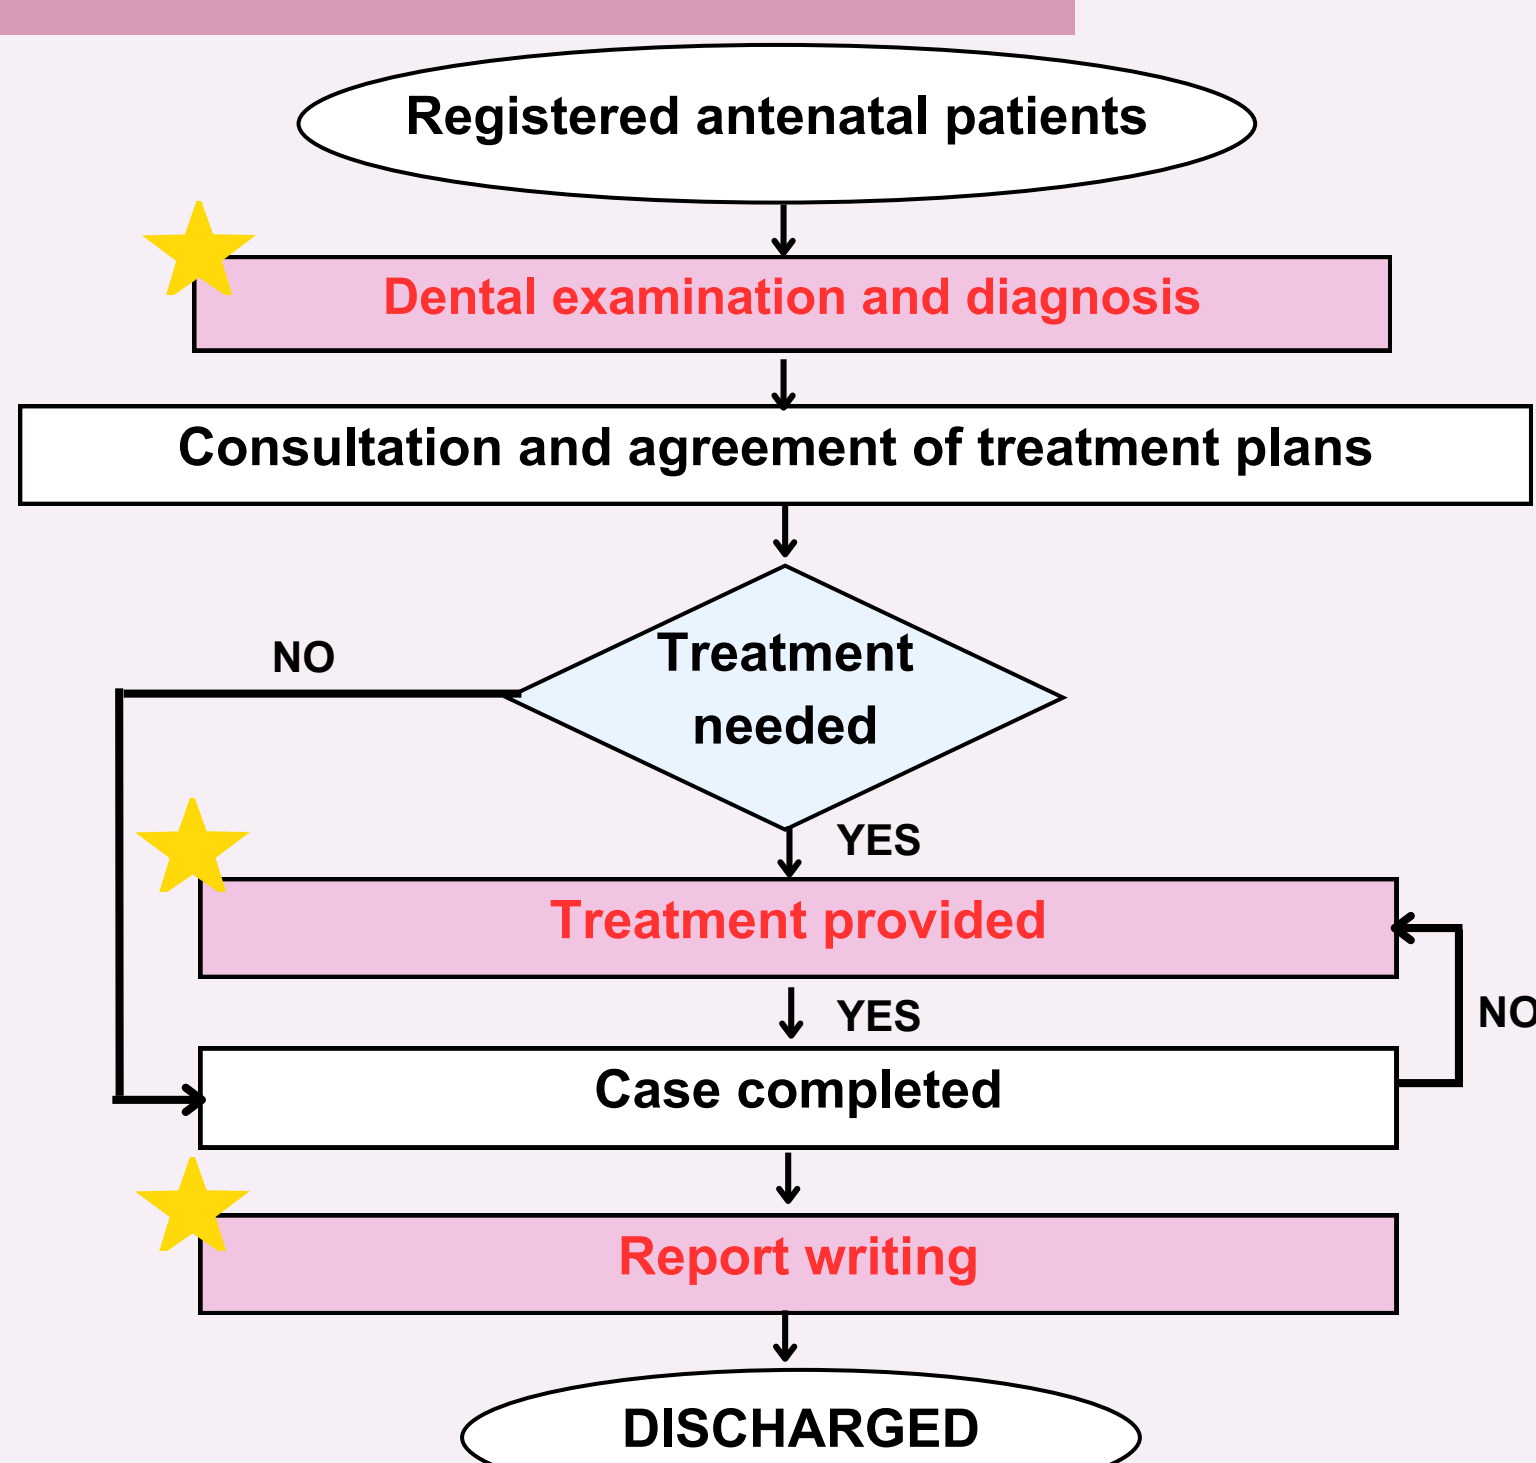 Registered antenatal patients
Dental examination and diagnosis
Consultation and agreement of treatment plans
NO
Treatment
needed
YES
Treatment provided
YES
NO
Case completed
Report writing
DISCHARGED